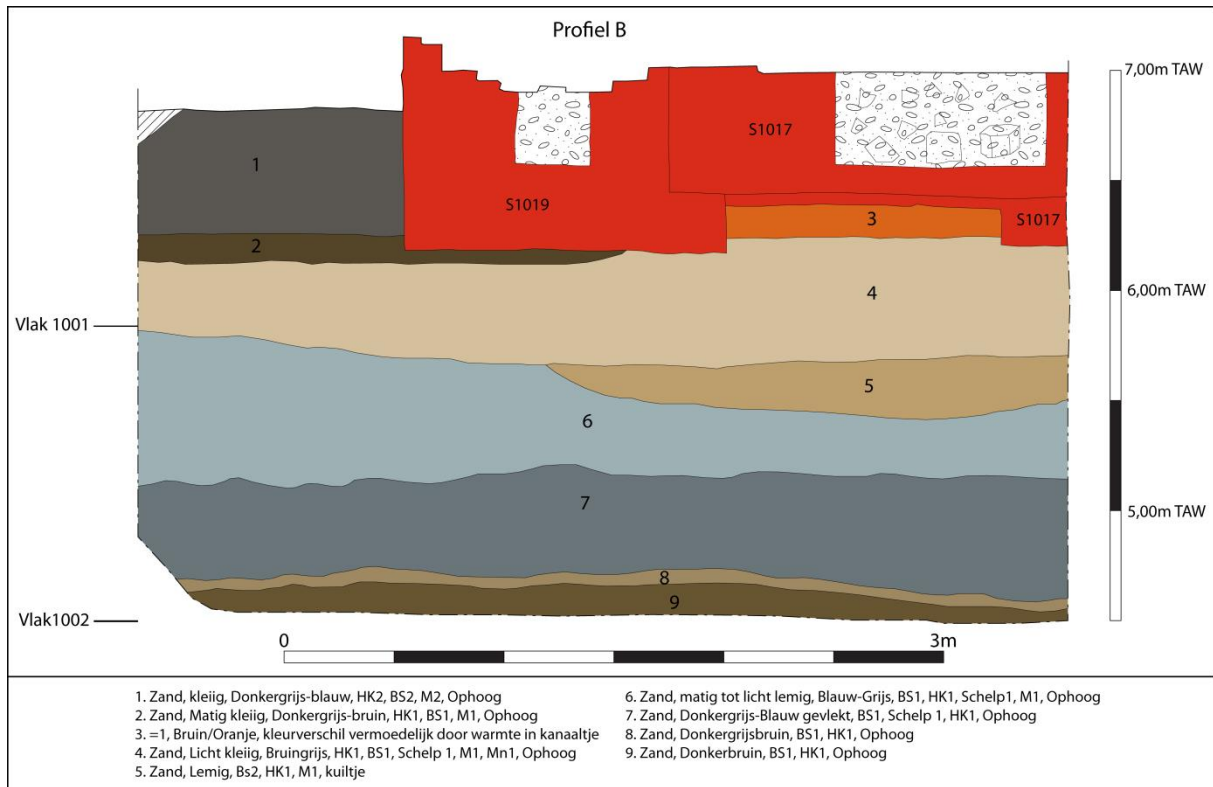 Profiel B
7,00m TAW
S1017
1
S1019
3
S1017
2
6,00m TAW
4
Vlak 1001
5
6
7
5,00m TAW
8
9
Vlak1002
0
3m
1. Zand, kleiig, Donkergrijs-blauw, HK2, BS2, M2, Ophoog
2. Zand, Matig kleiig, Donkergrijs-bruin, HK1, BS1, M1, Ophoog
3. =1, Bruin/Oranje, kleurverschil vermoedelijk door warmte in kanaaltje
4. Zand, Licht kleiig, Bruingrijs, HK1, BS1, Schelp 1, M1, Mn1, Ophoog
5. Zand, Lemig, Bs2, HK1, M1, kuiltje
6. Zand, matig tot licht lemig, Blauw-Grijs, BS1, HK1, Schelp1, M1, Ophoog
7. Zand, Donkergrijs-Blauw gevlekt, BS1, Schelp 1, HK1, Ophoog
8. Zand, Donkergrijsbruin, BS1, HK1, Ophoog
9. Zand, Donkerbruin, BS1, HK1, Ophoog